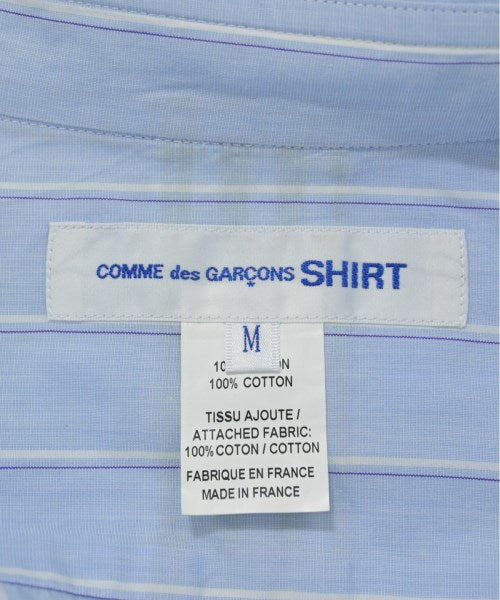 COMME des GARÇONS SHIRT
M
100% COTTON
TISSU AJOUTE /
ATTACHED FABRIC:
100% COTON / COTTON
FABRIQUE EN FRANCE
MADE IN FRANCE